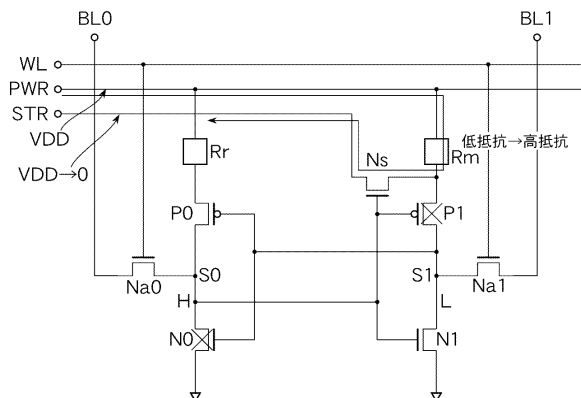 BL0
BL1
WL
PWR
STR
VDD
VDD→0
Rr
Ns
低抵抗→高抵抗
Rm
P0
P1
Na0
S0
S1
Na1
H
L
N0
N1